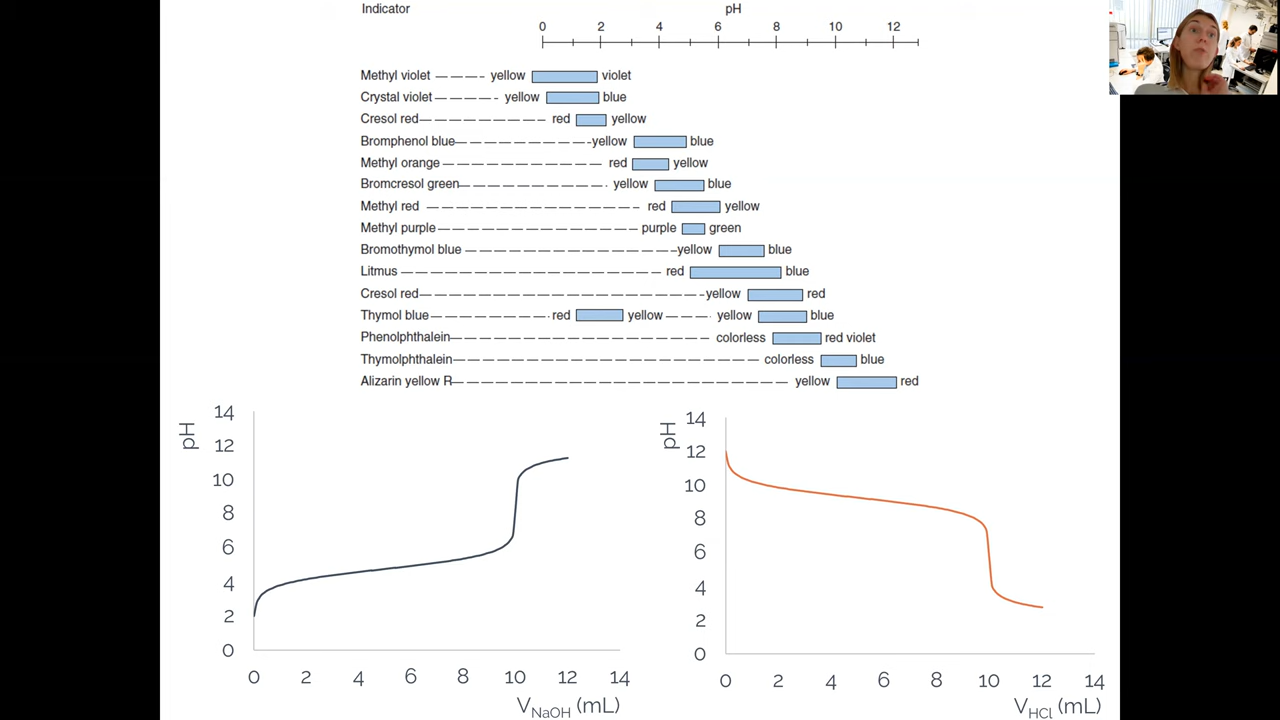 Indicator pH
0 2 4 6 8 10 12
Methyl violet yellow violet
Crystal violet yellow blue
Cresol red red yellow
Bromphenol blue yellow blue
Methyl orange red yellow
Bromcresol green yellow blue
Methyl red red yellow
Methyl purple purple green
Bromothymol blue yellow blue
Litmus red blue
Cresol red yellow red
Thymol blue red yellow yellow blue
Phenolphthalein colorless red violet
Thymolphthalein colorless blue
Alizarin yellow R yellow red
pH
14
12
10
8
6
4
2
0
0 2 4 6 8 10 12 14
VNaOH (mL)
pH
14
12
10
8
6
4
2
0
0 2 4 6 8 10 12 14
VHCl (mL)